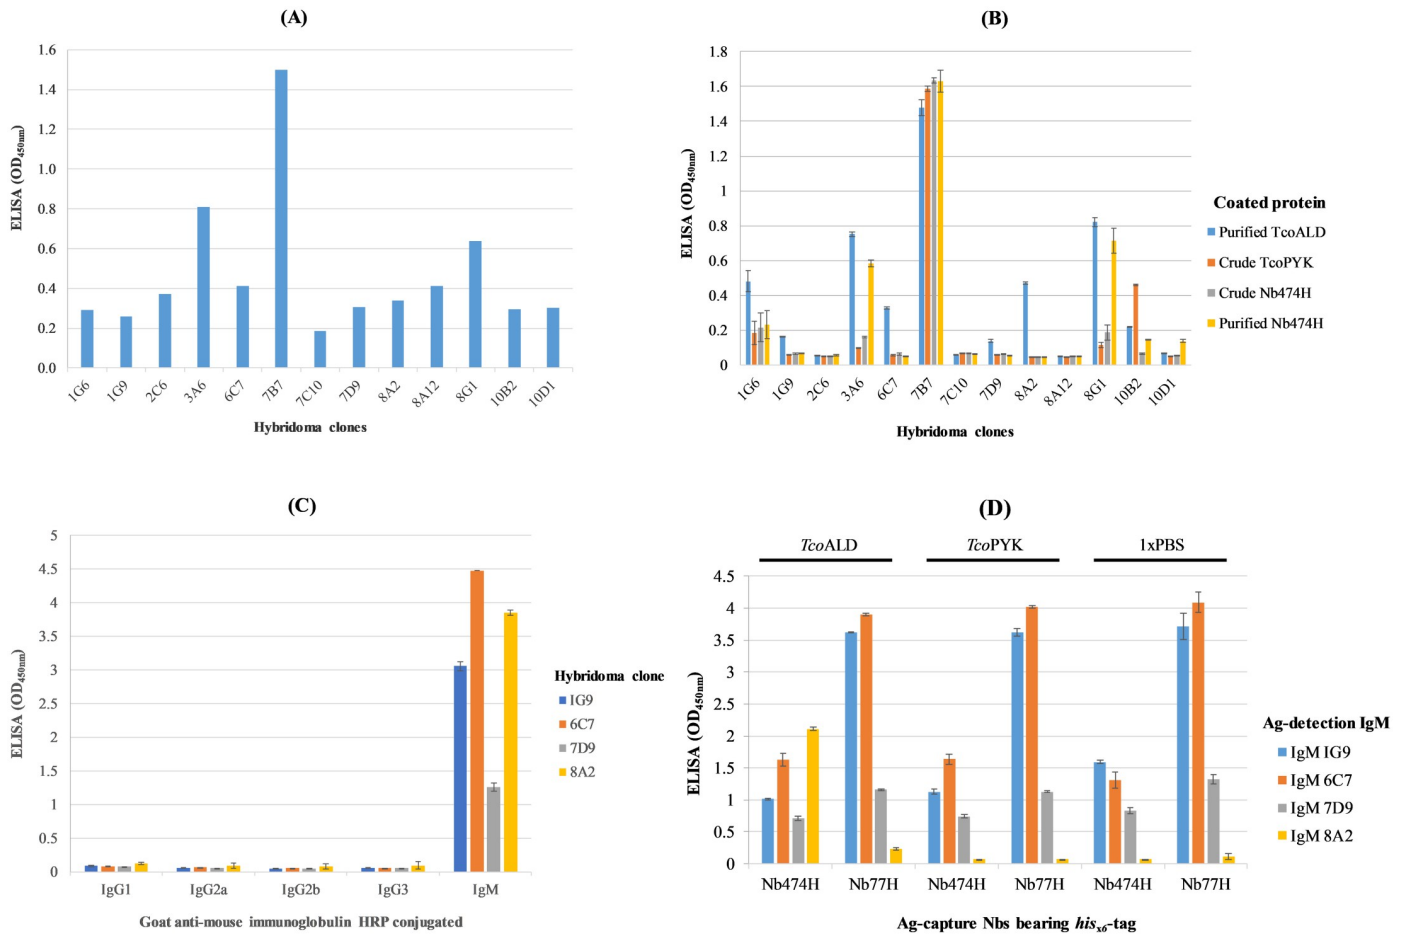 (A)
ELISA (OD450nm)
1.6
1.4
1.2
1.0
0.8
0.6
0.4
0.2
0.0
1G6 1G9 2C6 3A6 6C7 7B7 7C10 7D9 8A2 8A12 8G1 10B2 10D1
Hybridoma clones
(B)
ELISA (OD450nm)
1.8
1.6
1.4
1.2
1
0.8
0.6
0.4
0.2
0
1G6 1G9 2C6 3A6 6C7 7B7 7C10 7D9 8A2 8A12 8G1 10B2 10D1
Hybridoma clones
Coated protein
Purified TcoALD
Crude TcoPYK
Crude Nb474H
Purified Nb474H
(C)
ELISA (OD450nm)
5
4.5
4
3.5
3
2.5
2
1.5
1
0.5
0
IgG1 IgG2a IgG2b IgG3 IgM
Goat anti-mouse immunoglobulin HRP conjugated
Hybridoma clone
IG9
6C7
7D9
8A2
(D)
TcoALD TcoPYK 1xPBS
ELISA (OD450nm)
4.5
4
3.5
3
2.5
2
1.5
1
0.5
0
Nb474H Nb77H Nb474H Nb77H Nb474H Nb77H
Ag-capture Nbs bearing hisx6-tag
Ag-detection IgM
IgM IG9
IgM 6C7
IgM 7D9
IgM 8A2